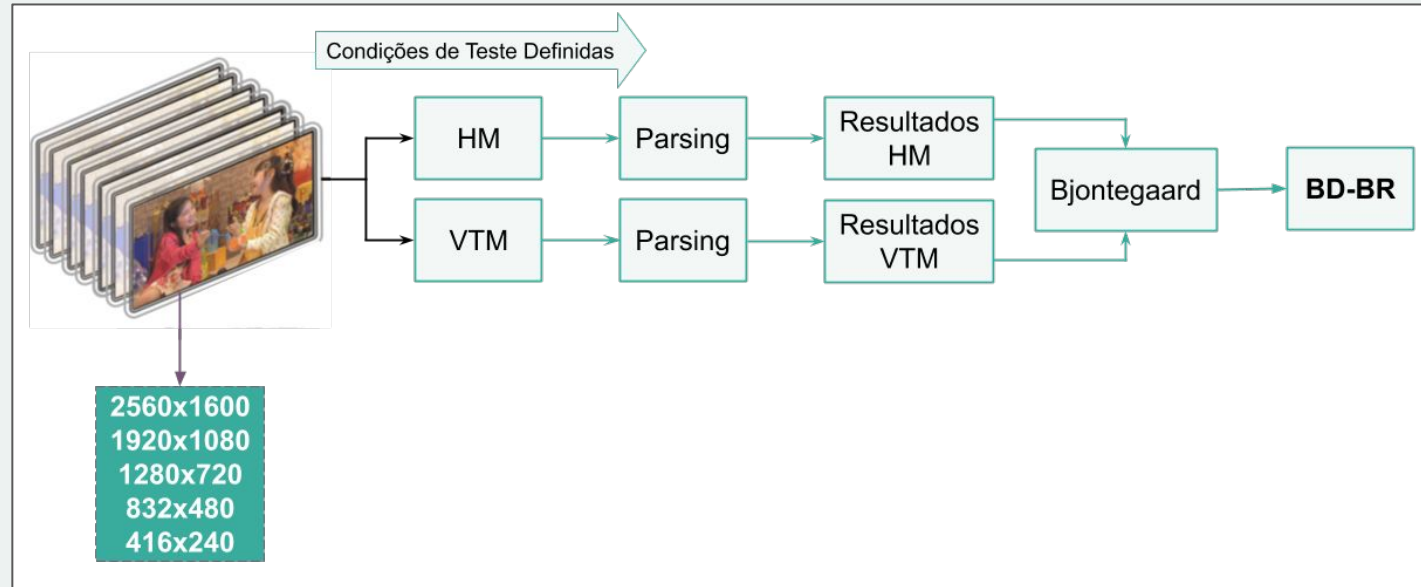 Condições de Teste Definidas
HM
Parsing
Resultados
HM
VTM
Parsing
Resultados
VTM
Bjontegaard
BD-BR
2560x1600
1920x1080
1280x720
832x480
416x240